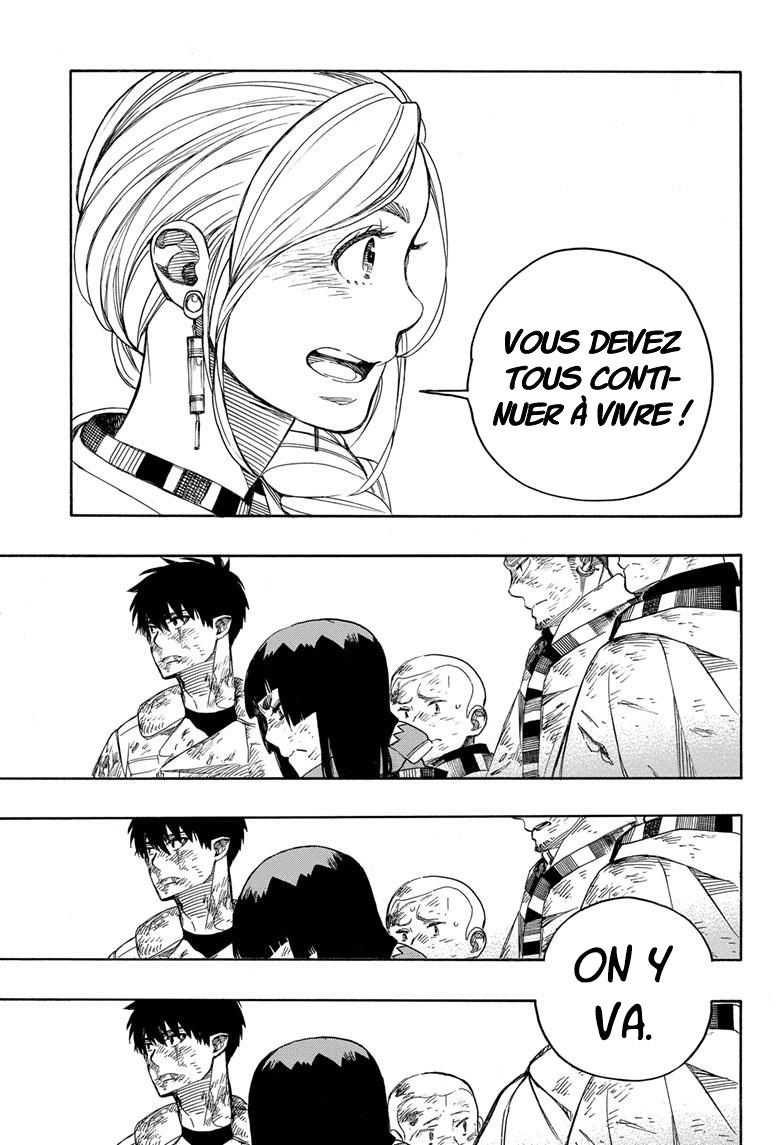 VOUS DEVEZ
TOUS CONTI-
NUER À VIVRE !
ON Y
VA.